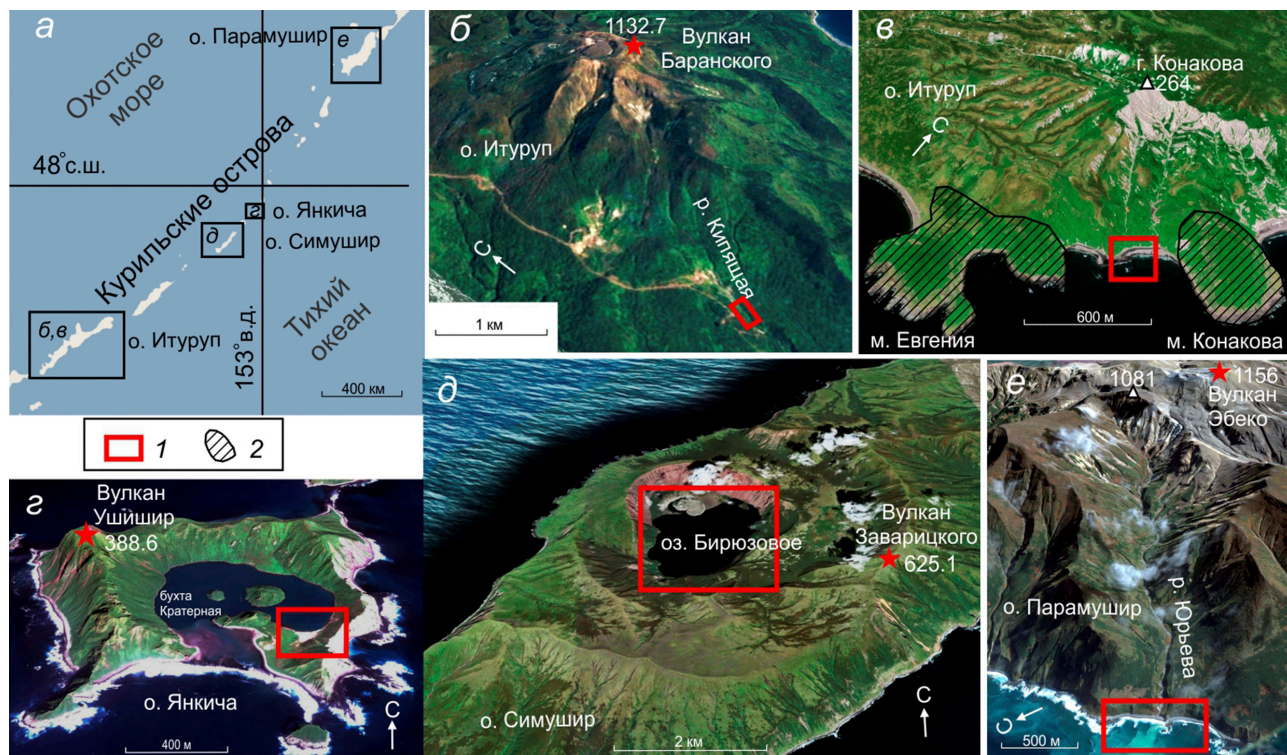 а
о. Парамушир
е
Охотское
море
48°с.ш.
Курильские острова
г
о. Янкича
д
о. Симушир
153°в.д.
Тихий
океан
б,в
о. Итуруп
400 км
1
2
б
1132.7
Вулкан
Баранского
о. Итуруп
р. Кипящая
С
1 км
в
г. Конакова
264
о. Итуруп
С
600 м
м. Евгения
м. Конакова
г
Вулкан
Ушишир
388.6
бухта
Кратерная
о. Янкича
С
400 м
д
оз. Бирюзовое
Вулкан
Заварицкого
625.1
о. Симушир
С
2 км
е
1081
1156
Вулкан
Эбеко
о. Парамушир
р. Юрьева
С
500 м